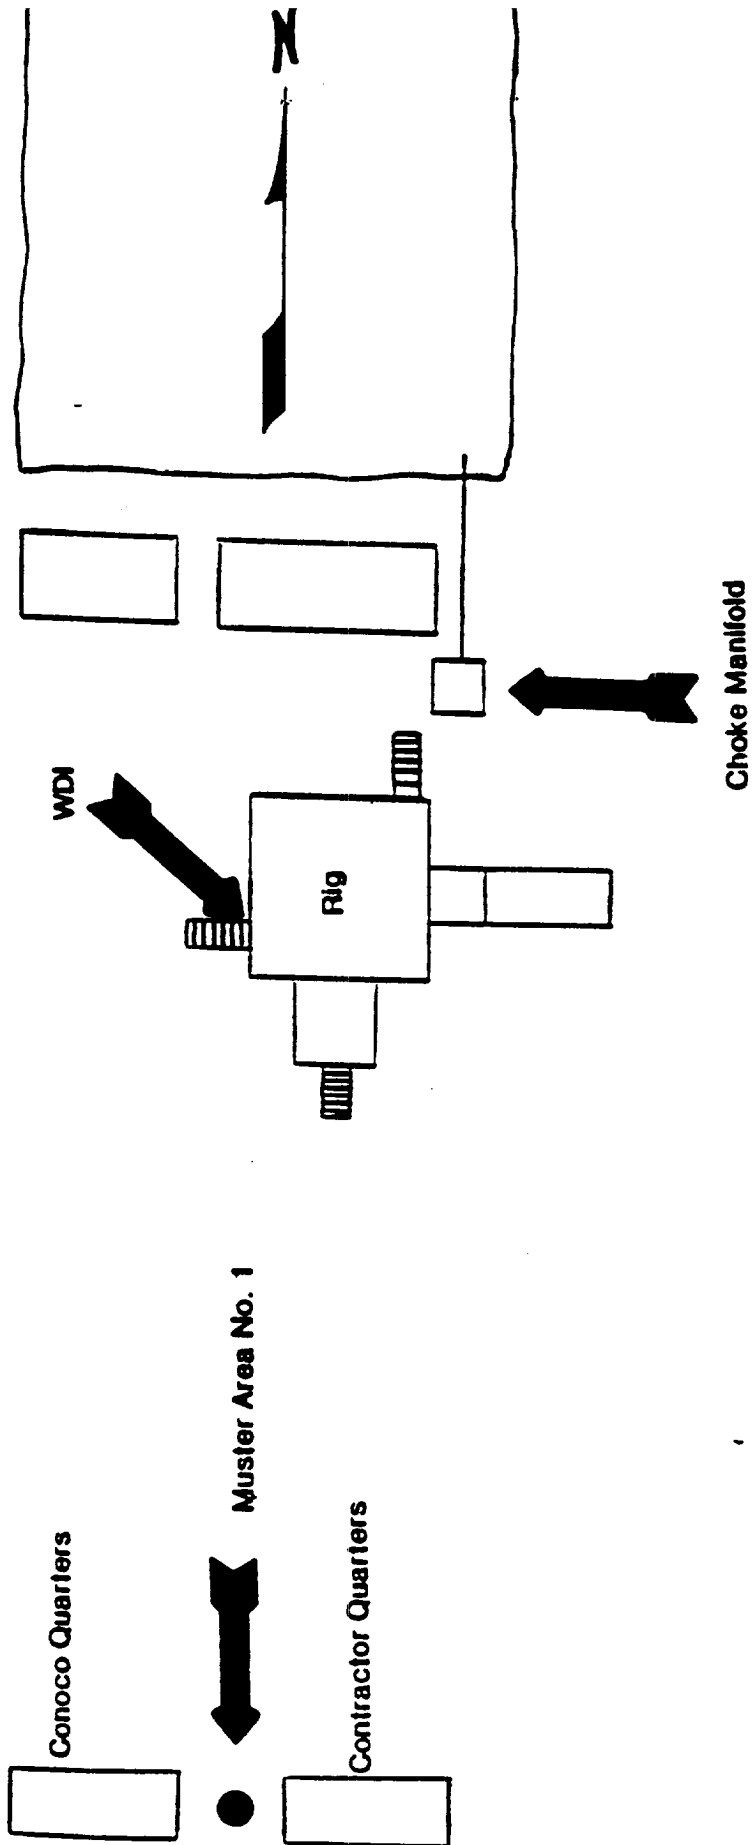 N
WDI
Rig
Choke Manifold
Muster Area No. 1
Conoco Quarters
Contractor Quarters